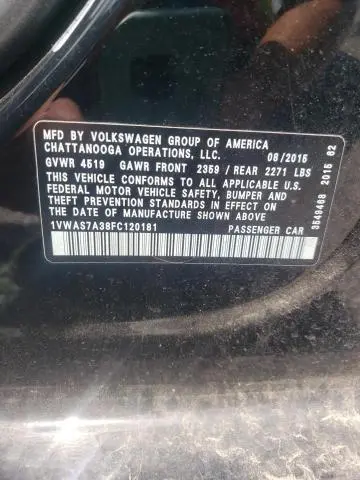 MFD BY VOLKSWAGEN GROUP OF AMERICA
CHATTANOOGA OPERATIONS, LLC. 08/2015
GVWR 4519 GAWR FRONT 2359 / REAR 2271 LBS
THIS VEHICLE CONFORMS TO ALL APPLICABLE U.S.
FEDERAL MOTOR VEHICLE SAFETY, BUMPER AND
THEFT PREVENTION STANDARDS IN EFFECT ON
THE DATE OF MANUFACTURE SHOWN ABOVE
1VWAS7A38FC120181 PASSENGER CAR
3549468 2015 62